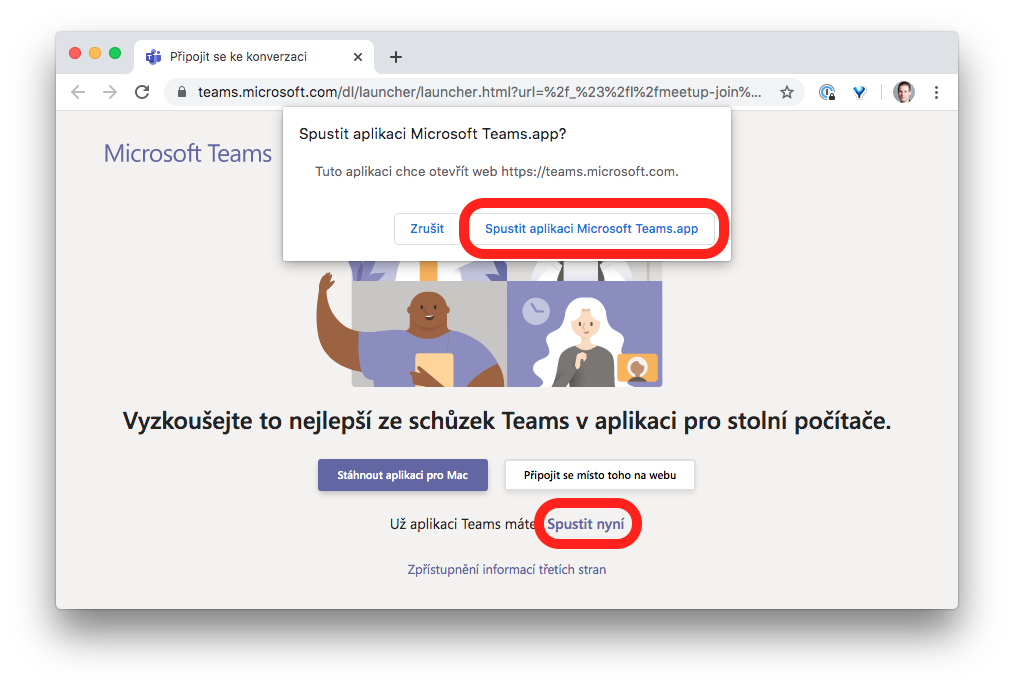 Připojit se ke konverzaci
teams.microsoft.com/dl/launcher/launcher.html?url=%2f_%23%2fl%2fmeetup-join%...
Microsoft Teams
Spustit aplikaci Microsoft Teams.app?
Tuto aplikaci chce otevřít web https://teams.microsoft.com.
Zrušit
Spustit aplikaci Microsoft Teams.app
Vyzkoušejte to nejlepší ze schůzek Teams v aplikaci pro stolní počítače.
Stáhnout aplikaci pro Mac
Připojit se místo toho na webu
Už aplikaci Teams máte Spustit nyní
Zpřístupnění informací třetích stran